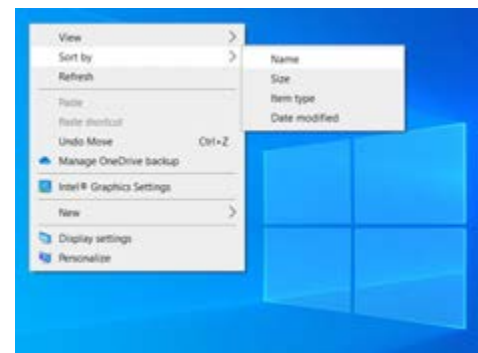 View
Sort by
Refresh
Paste
Paste shortcut
Undo Move Ctrl+Z
Manage OneDrive backup
Intel® Graphics Settings
New
Display settings
Personalize
Name
Size
Item type
Date modified